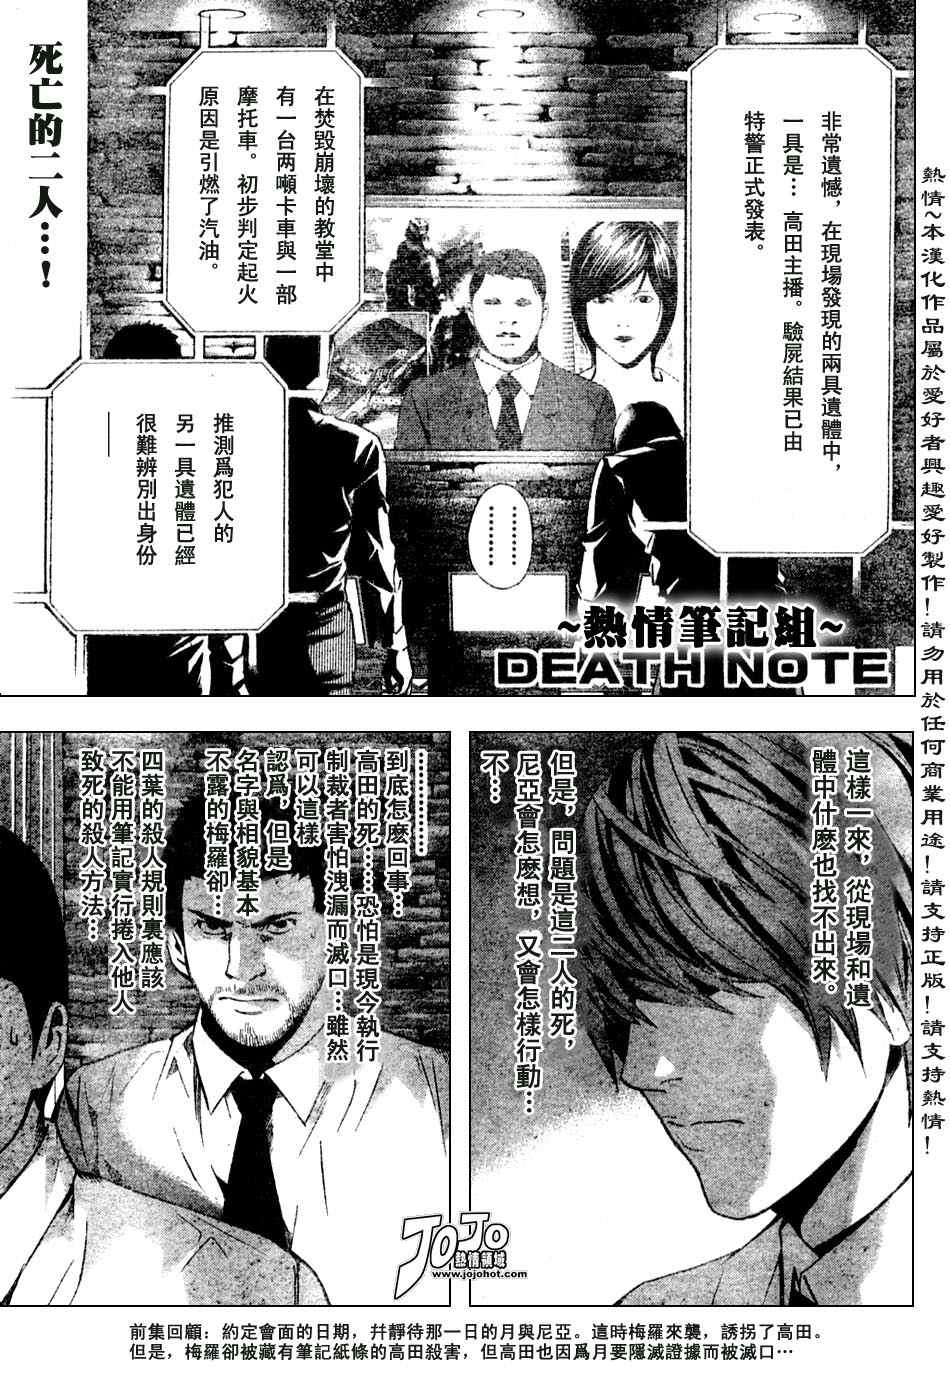 非常遺憾，在現場發現的兩具遺體中，
一具是… 高田主播。驗屍結果已由
特警正式發表。
在焚毀崩壞的教堂中
有一台两噸卡車與一部
摩托車。初步判定起火
原因是引燃了汽油。
死亡的二人…！
推測爲犯人的
另一具遺體已經
很難辨別出身份
——
………
~熱情筆記組~
DEATH NOTE
這樣一來，從現場和遺
體中什麽也找不出來。
但是，問題是這二人的死，
尼亞會怎麽想，又會怎樣行動
不…
…………
到底怎麽回事…
高田的死……恐怕是現今執行
制裁者害怕洩漏而滅口…雖然
可以這樣
認爲，但是
名字與相貌基本
不露的梅羅卻…
四葉的殺人規則裏應該
不能用筆記實行捲入他人
致死的殺人方法…
JOJO
熱情領域
www.jojohot.com
前集回顧：約定會面的日期，幷靜待那一日的月與尼亞。這時梅羅來襲，誘拐了高田。
但是，梅羅卻被藏有筆記紙條的高田殺害，但高田也因爲月要隱滅證據而被滅口…
熱情~本漢化作品屬於愛好者興趣愛好製作！請勿用於任何商業用途！請支持正版！請支持熱情！